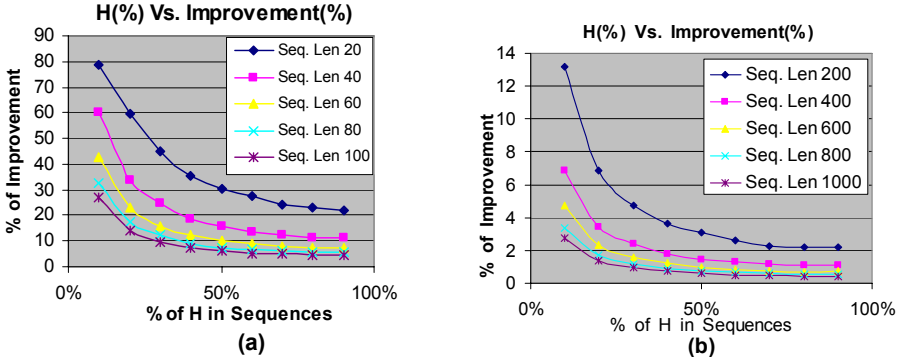 H(%) Vs. Improvement(%)
% of Improvement
90
80
70
60
50
40
30
20
10
0
0%
50%
100%
% of H in Sequences
Seq. Len 20
Seq. Len 40
Seq. Len 60
Seq. Len 80
Seq. Len 100
(a)
H(%) Vs. Improvement(%)
% of Improvement
14
12
10
8
6
4
2
0
0%
50%
100%
% of H in Sequences
Seq. Len 200
Seq. Len 400
Seq. Len 600
Seq. Len 800
Seq. Len 1000
(b)